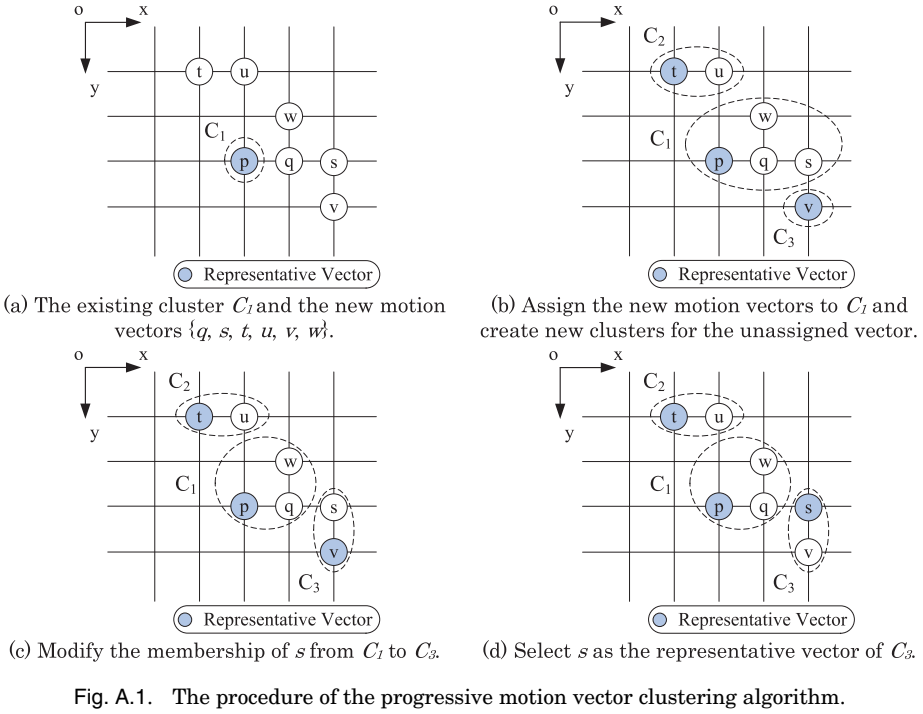 o x
y
t u
w
C1
p q s
v
Representative Vector
(a) The existing cluster C1 and the new motion
vectors {q, s, t, u, v, w}.
o x
y
C2
t u
w
C1
p q s
v
C3
Representative Vector
(b) Assign the new motion vectors to C1 and
create new clusters for the unassigned vector.
o x
y
C2
t u
w
C1
p q s
v
C3
Representative Vector
(c) Modify the membership of s from C1 to C3.
o x
y
C2
t u
w
C1
p q s
v
C3
Representative Vector
(d) Select s as the representative vector of C3.
Fig. A.1. The procedure of the progressive motion vector clustering algorithm.